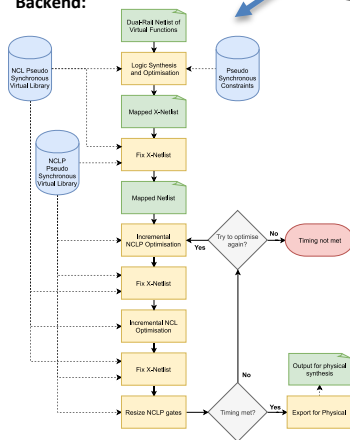 Backend:
Dual-Rail Netlist of
Virtual Functions
NCL Pseudo
Synchronous
Virtual Library
Logic Synthesis
and Optimisation
Pseudo
Synchronous
Constraints
Mapped X-Netlist
NCLP
Pseudo
Synchronous
Virtual Library
Fix X-Netlist
Mapped Netlist
Incremental
NCLP Optimisation
Yes
Try to optimise
again?
No
Timing not met
Fix X-Netlist
Incremental NCL
Optimisation
No
Fix X-Netlist
Output for physical
synthesis
Resize NCLP gates
Timing met?
Yes
Export for Physical